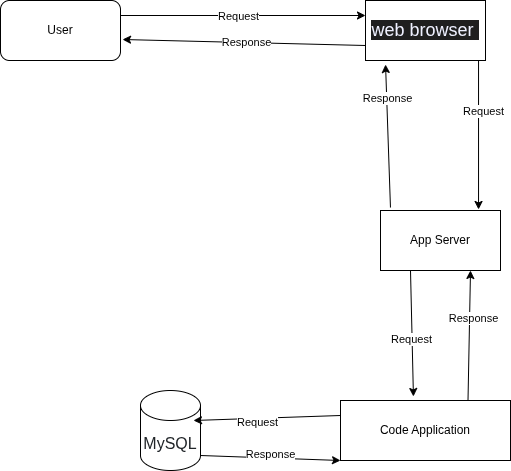 User
Request
web browser
Response
Response
Request
App Server
Response
Request
Request
Code Application
MySQL
Response